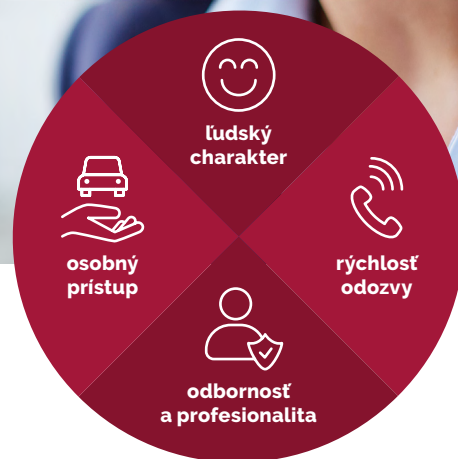 ľudský
charakter
osobný
prístup
rýchlosť
odozvy
odbornosť
a profesionalita